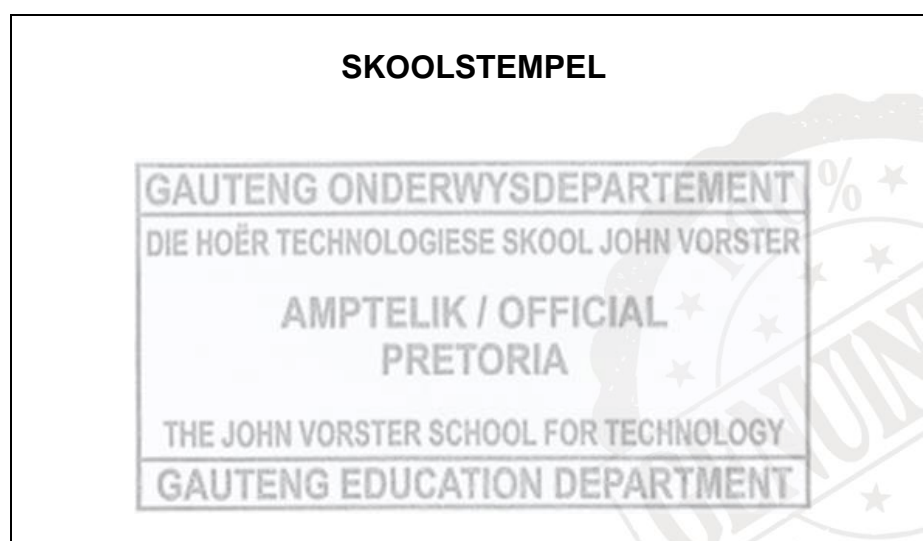 SKOOLSTEMPEL
GAUTENG ONDERWYSDEPARTEMENT
DIE HOËR TECHNOLOGIESE SKOOL JOHN VORSTER
AMPTELIK / OFFICIAL
PRETORIA
THE JOHN VORSTER SCHOOL FOR TECHNOLOGY
GAUTENG EDUCATION DEPARTMENT
100%